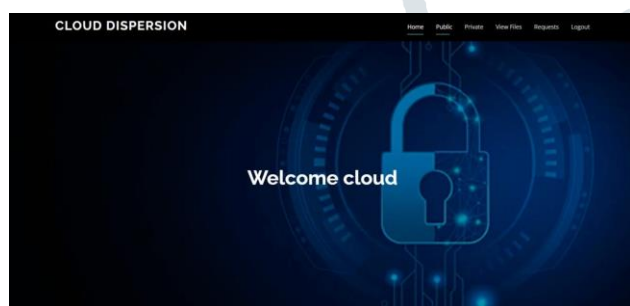 CLOUD DISPERSION
Home Public Private View Files Requests Logout
Welcome cloud